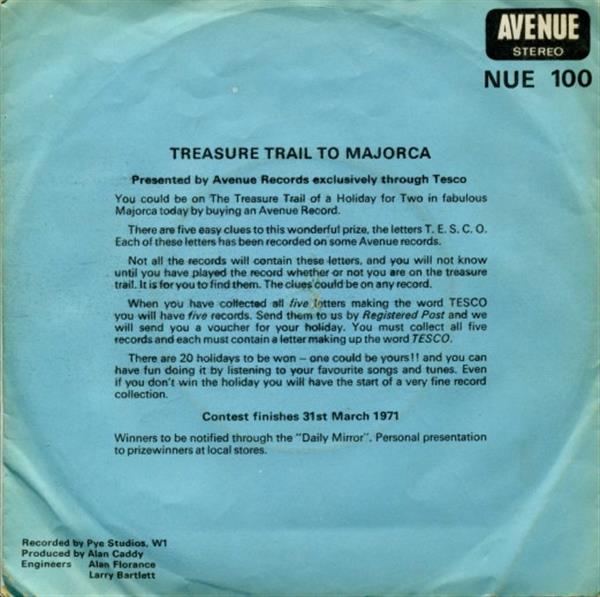 AVENUE
STEREO
NUE 100
TREASURE TRAIL TO MAJORCA
Presented by Avenue Records exclusively through Tesco
You could be on The Treasure Trail of a Holiday for Two in fabulous
Majorca today by buying an Avenue Record.
There are five easy clues to this wonderful prize, the letters T. E. S. C. O.
Each of these letters has been recorded on some Avenue records.
Not all the records will contain these letters, and you will not know
until you have played the record whether or not you are on the treasure
trail. It is for you to find them. The clues could be on any record.
When you have collected all five letters making the word TESCO
you will have five records. Send them to us by Registered Post and we
will send you a voucher for your holiday. You must collect all five
records and each must contain a letter making up the word TESCO.
There are 20 holidays to be won – one could be yours!! and you can
have fun doing it by listening to your favourite songs and tunes. Even
if you don't win the holiday you will have the start of a very fine record
collection.
Contest finishes 31st March 1971
Winners to be notified through the "Daily Mirror". Personal presentation
to prizewinners at local stores.
Recorded by Pye Studios, W1
Produced by Alan Caddy
Engineers Alan Florance
Larry Bartlett